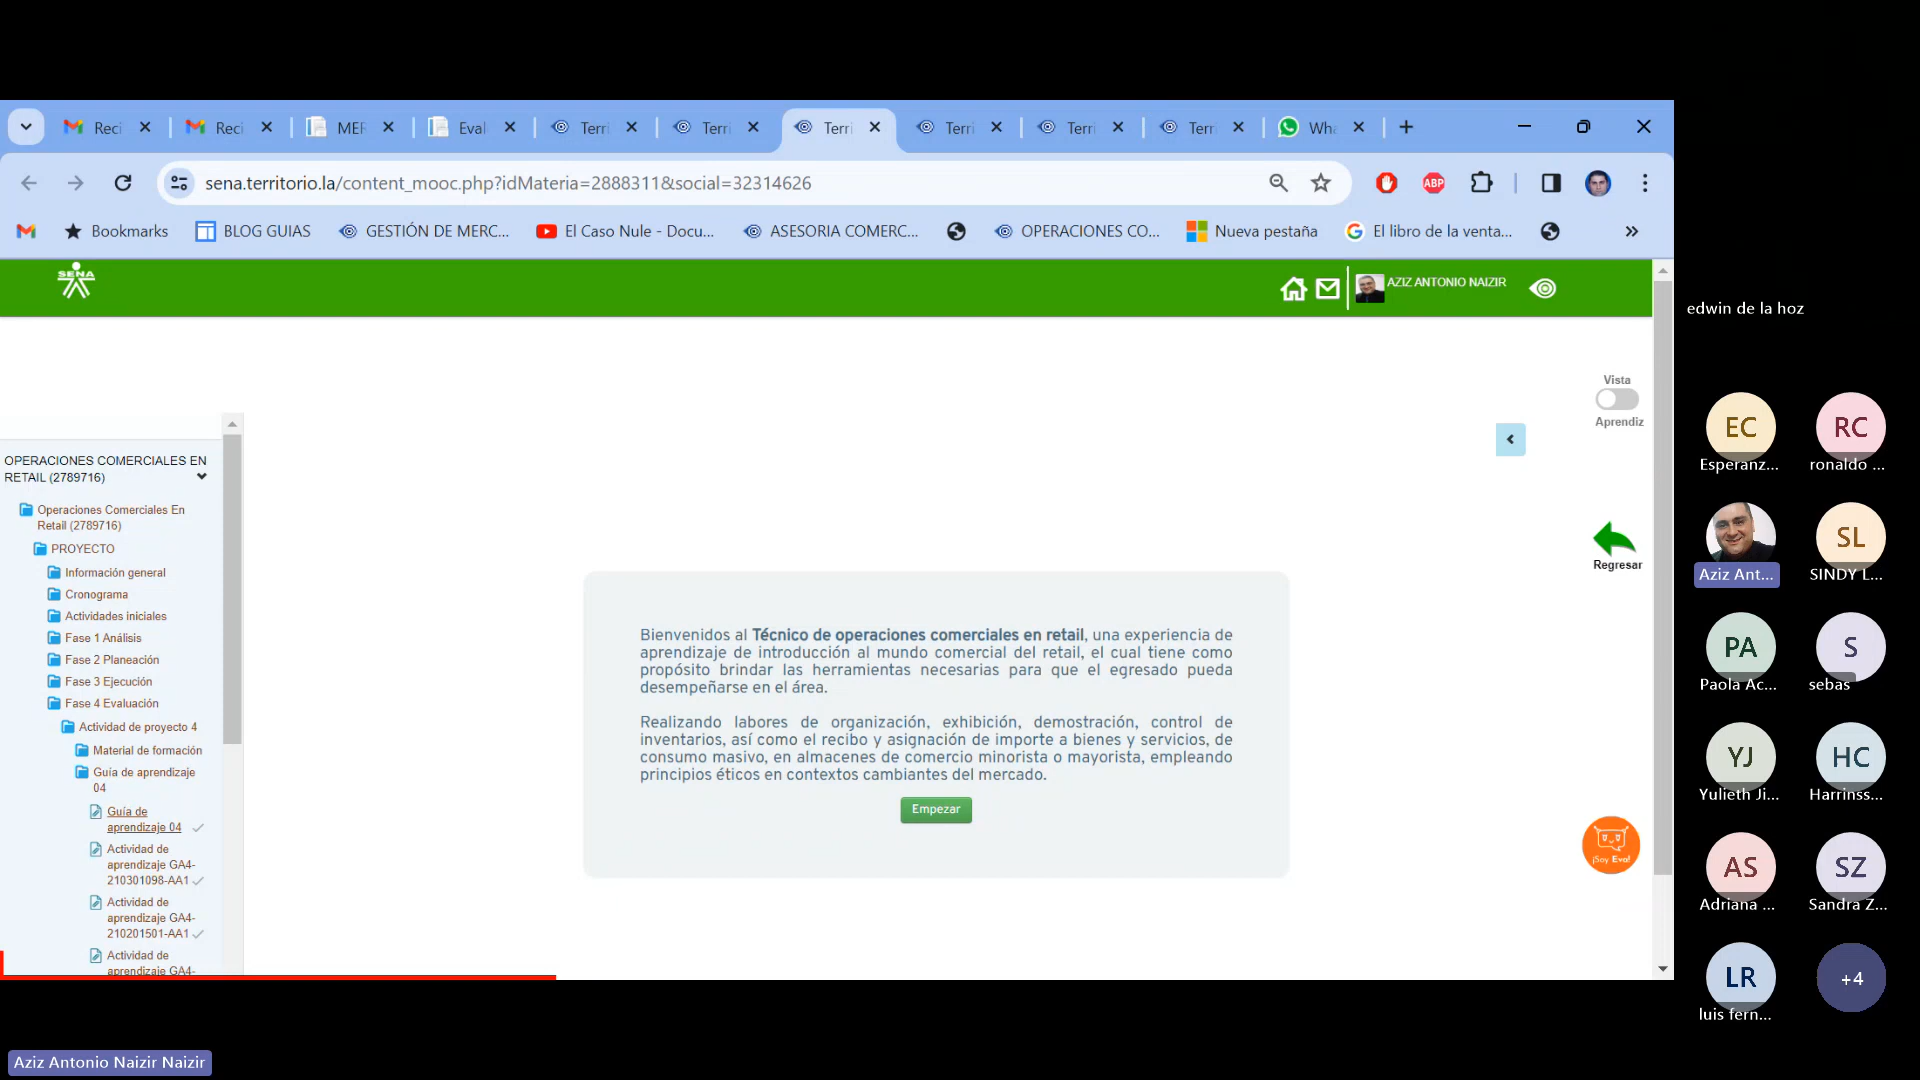 Reci
Reci
MER
Eval
Terri
Terri
Terri
Terri
Terri
Terr
Wha
sena.territorio.la/content_mooc.php?idMateria=2888311&social=32314626
ABP
Bookmarks
BLOG GUIAS
GESTIÓN DE MERC...
El Caso Nule - Docu...
ASESORIA COMERC...
OPERACIONES CO...
Nueva pestaña
El libro de la venta...
»
SENA
AZIZ ANTONIO NAIZIR
Vista
Aprendiz
Regresar
OPERACIONES COMERCIALES EN
RETAIL (2789716)
Operaciones Comerciales En
Retail (2789716)
PROYECTO
Información general
Cronograma
Actividades iniciales
Fase 1 Análisis
Fase 2 Planeación
Fase 3 Ejecución
Fase 4 Evaluación
Actividad de proyecto 4
Material de formación
Guía de aprendizaje
04
Guía de
aprendizaje 04
Actividad de
aprendizaje GA4-
210301098-AA1
Actividad de
aprendizaje GA4-
210201501-AA1
Actividad de
aprendizaje GA4-
Bienvenidos al Técnico de operaciones comerciales en retail, una experiencia de
aprendizaje de introducción al mundo comercial del retail, el cual tiene como
propósito brindar las herramientas necesarias para que el egresado pueda
desempeñarse en el área.
Realizando labores de organización, exhibición, demostración, control de
inventarios, así como el recibo y asignación de importe a bienes y servicios, de
consumo masivo, en almacenes de comercio minorista o mayorista, empleando
principios éticos en contextos cambiantes del mercado.
Empezar
¡Soy Eva!
edwin de la hoz
EC
Esperanz...
RC
ronaldo ...
Aziz Ant...
SL
SINDY L...
PA
Paola Ac...
S
sebas
YJ
Yulieth Ji...
HC
Harrinss...
AS
Adriana ...
SZ
Sandra Z...
LR
luis fern...
+4
Aziz Antonio Naizir Naizir